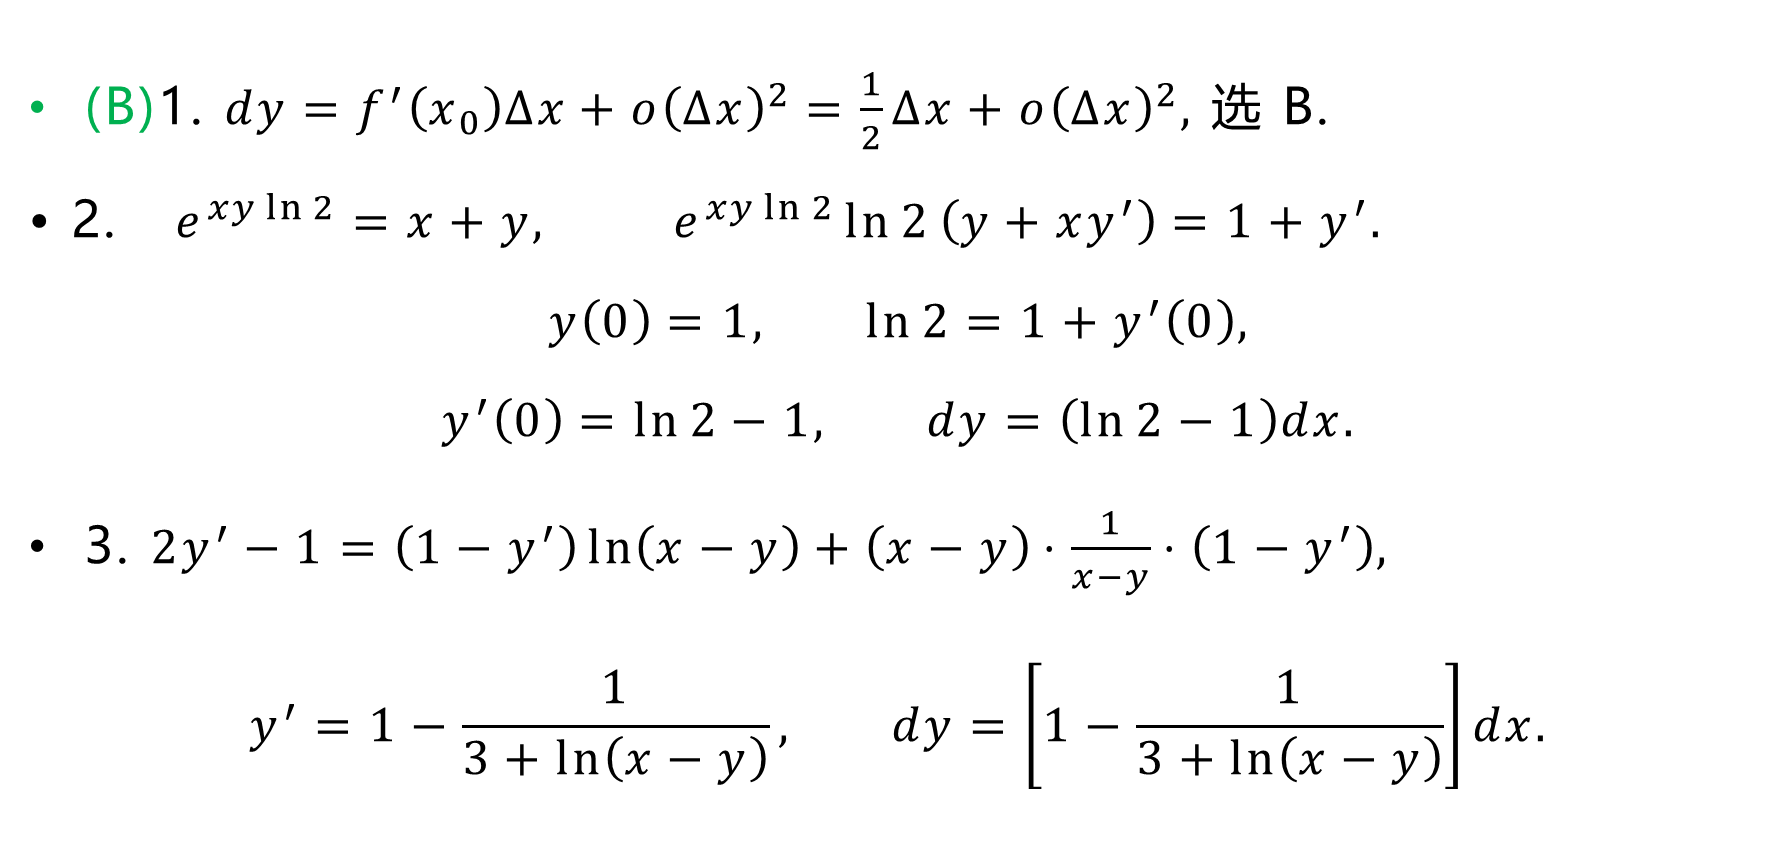 • (B)1. dy = f′(x₀)Δx + o(Δx)² = 1/2 Δx + o(Δx)², 选 B.
• 2. e^{xy ln 2} = x + y, e^{xy ln 2} ln 2 (y + xy′) = 1 + y′.
y(0) = 1, ln 2 = 1 + y′(0),
y′(0) = ln 2 − 1, dy = (ln 2 − 1)dx.
• 3. 2y′ − 1 = (1 − y′) ln(x − y) + (x − y) · 1/(x−y) · (1 − y′),
y′ = 1 − 1/(3 + ln(x − y)), dy = [1 − 1/(3 + ln(x − y))] dx.